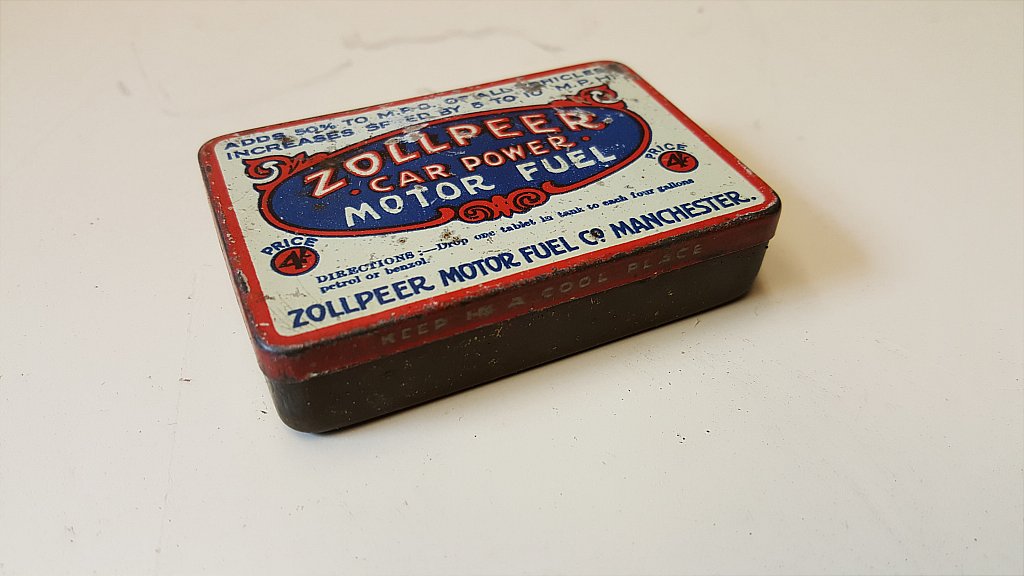 ADDS 50% TO M.P.G. OF ALL VEHICLES
INCREASES SPEED BY 5 TO 10 M.P.H.
ZOLLPEER
· CAR POWER ·
MOTOR FUEL
PRICE
4/-
PRICE
4/-
DIRECTIONS :—Drop one tablet in tank to each four gallons
petrol or benzol.
ZOLLPEER MOTOR FUEL Co MANCHESTER.
KEEP IN A COOL PLACE